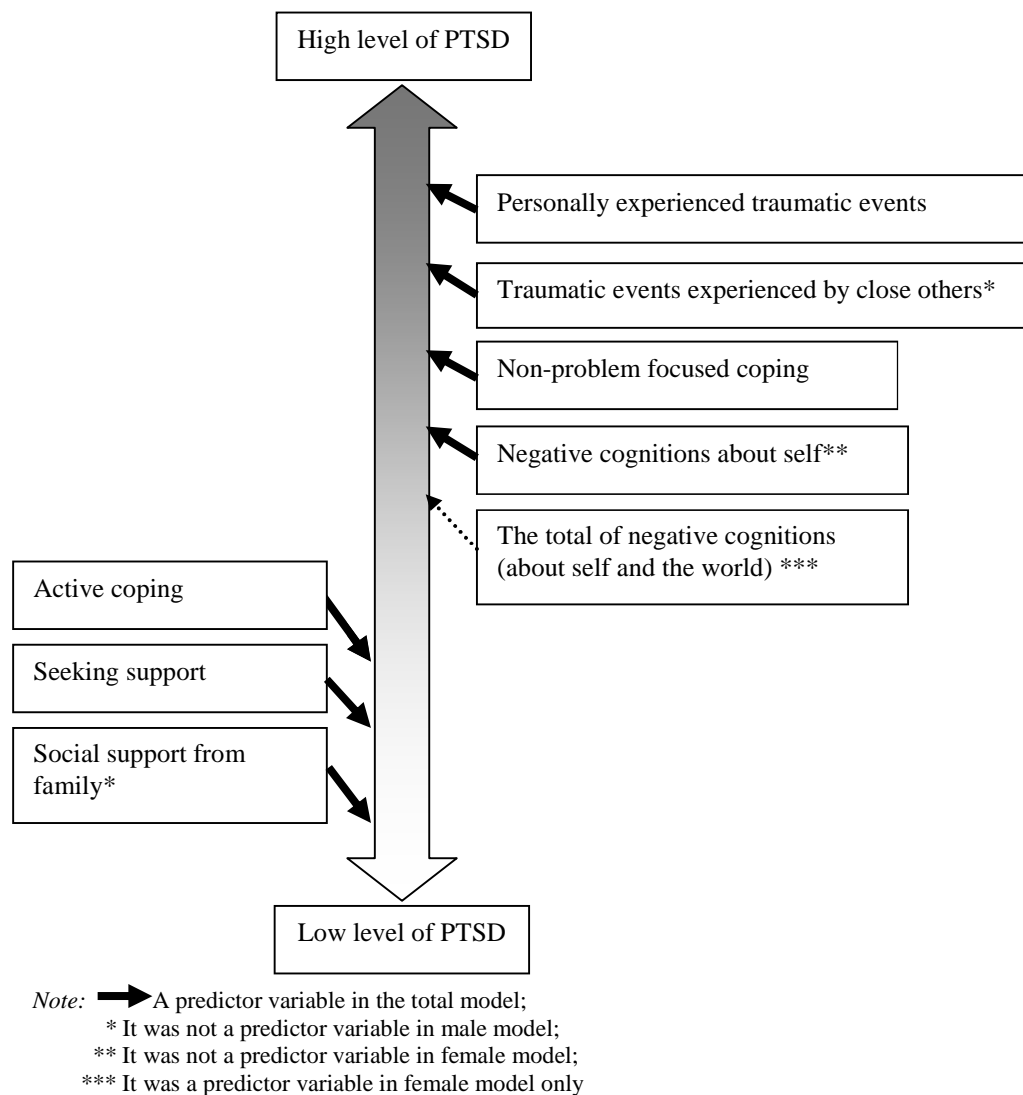 High level of PTSD
Personally experienced traumatic events
Traumatic events experienced by close others*
Non-problem focused coping
Negative cognitions about self**
The total of negative cognitions
(about self and the world) ***
Active coping
Seeking support
Social support from
family*
Low level of PTSD
Note: A predictor variable in the total model;
* It was not a predictor variable in male model;
** It was not a predictor variable in female model;
*** It was a predictor variable in female model only